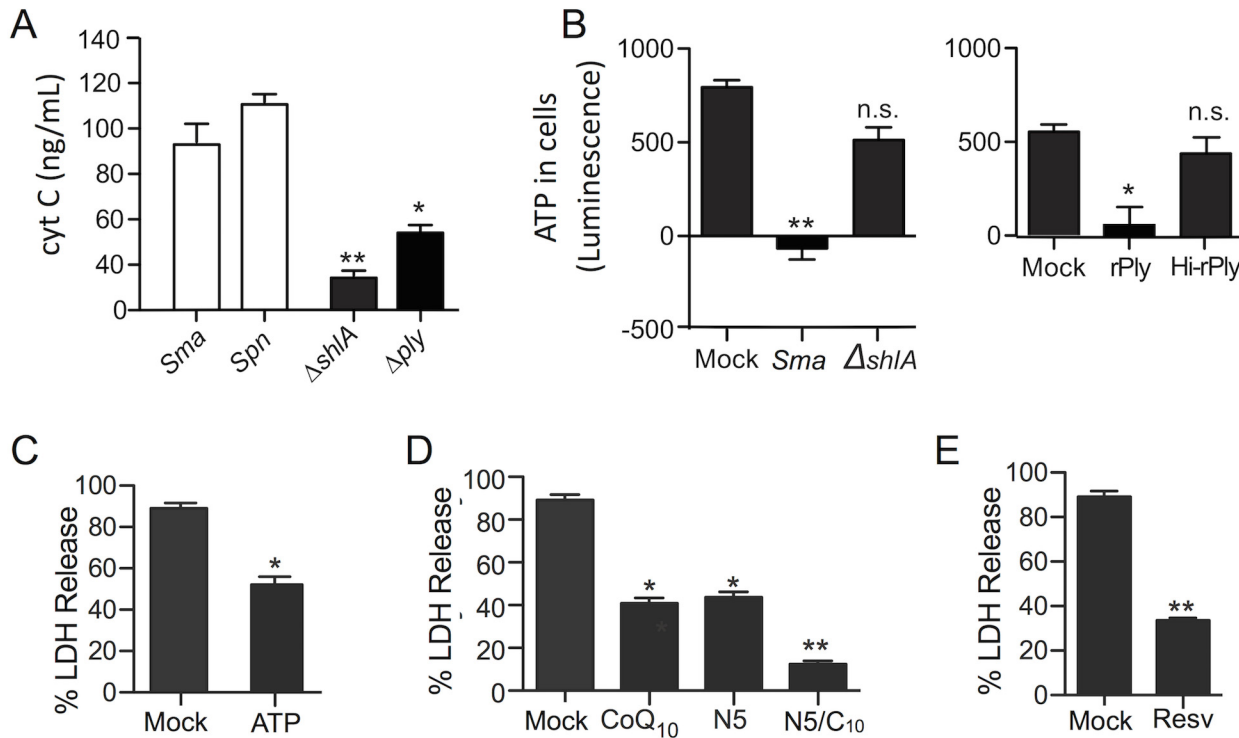 A
cyt C (ng/mL)
140
120
100
80
60
40
20
0
**
*
Sma
Spn
ΔshlA
Δply
B
ATP in cells
(Luminescence)
1000
500
0
-500
**
n.s.
Mock
Sma
ΔshlA
1000
500
0
*
n.s.
Mock
rPly
Hi-rPly
C
% LDH Release
100
80
60
40
20
0
*
Mock
ATP
D
% LDH Release
100
80
60
40
20
0
*
*
*
**
Mock
CoQ₁₀
N5
N5/C₁₀
E
% LDH Release
100
80
60
40
20
0
**
Mock
Resv